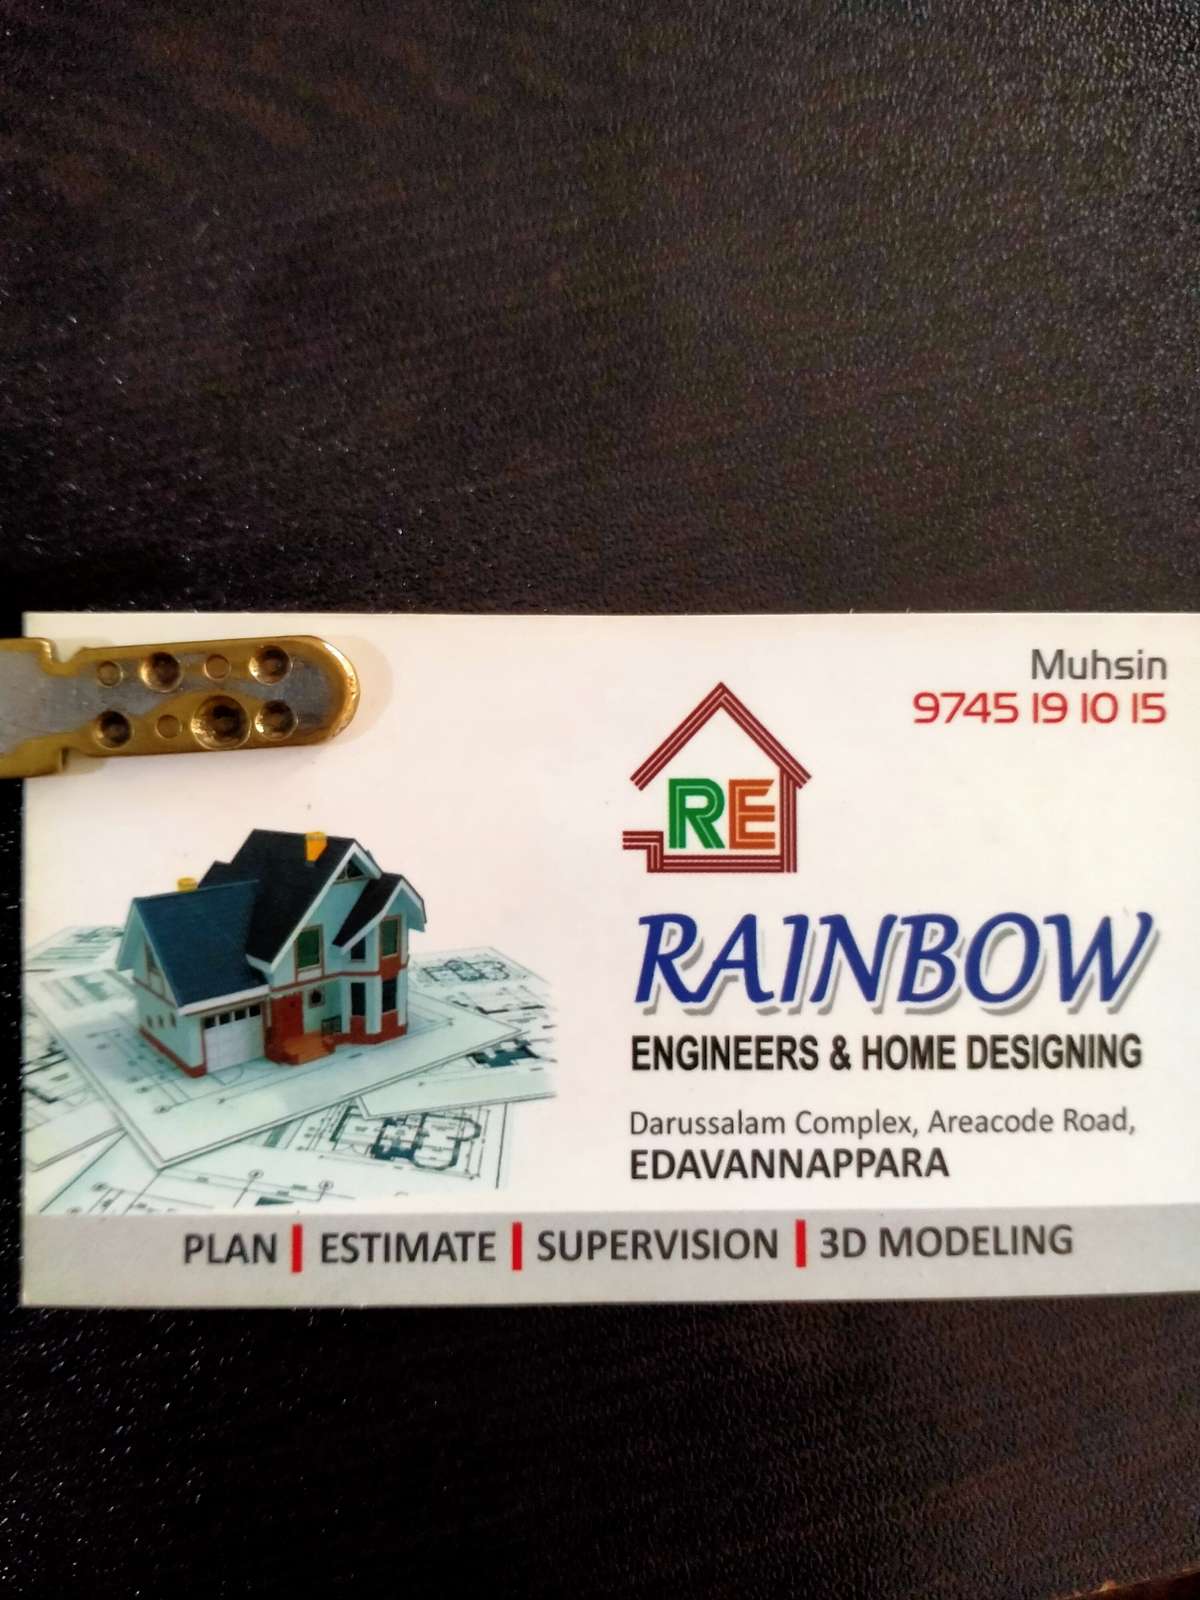 Muhsin
9745 19 10 15
RE
RAINBOW
ENGINEERS & HOME DESIGNING
Darussalam Complex, Areacode Road,
EDAVANNAPPARA
PLAN | ESTIMATE | SUPERVISION | 3D MODELING